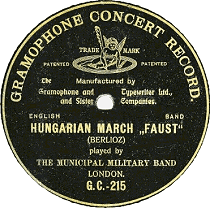 GRAMOPHONE CONCERT RECORD.
TRADE MARK
PATENTED PATENTED
The Manufactured by
Gramophone and Typewriter Ltd.,
and Sister Companies.
ENGLISH BAND
HUNGARIAN MARCH „FAUST“
(BERLIOZ)
played by
THE MUNICIPAL MILITARY BAND
LONDON.
G.C.-215